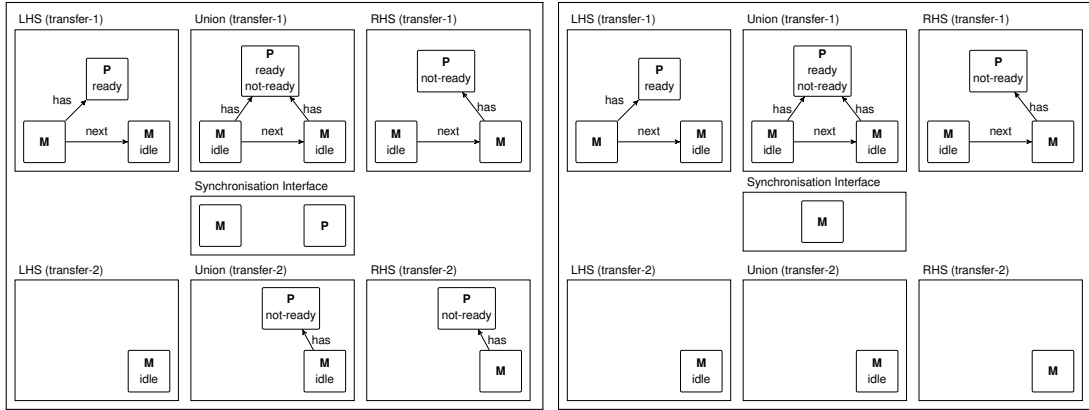 LHS (transfer-1)
Union (transfer-1)
RHS (transfer-1)
P
ready
has
M
next
M
idle
P
ready
not-ready
has
has
M
idle
next
M
idle
P
not-ready
has
M
next
M
Synchronisation Interface
M
P
LHS (transfer-2)
Union (transfer-2)
RHS (transfer-2)
M
idle
P
not-ready
has
M
idle
P
not-ready
has
M
LHS (transfer-1)
Union (transfer-1)
RHS (transfer-1)
P
ready
has
M
next
M
idle
P
ready
not-ready
has
has
M
idle
next
M
idle
P
not-ready
has
M
next
M
Synchronisation Interface
M
LHS (transfer-2)
Union (transfer-2)
RHS (transfer-2)
M
idle
M
idle
M